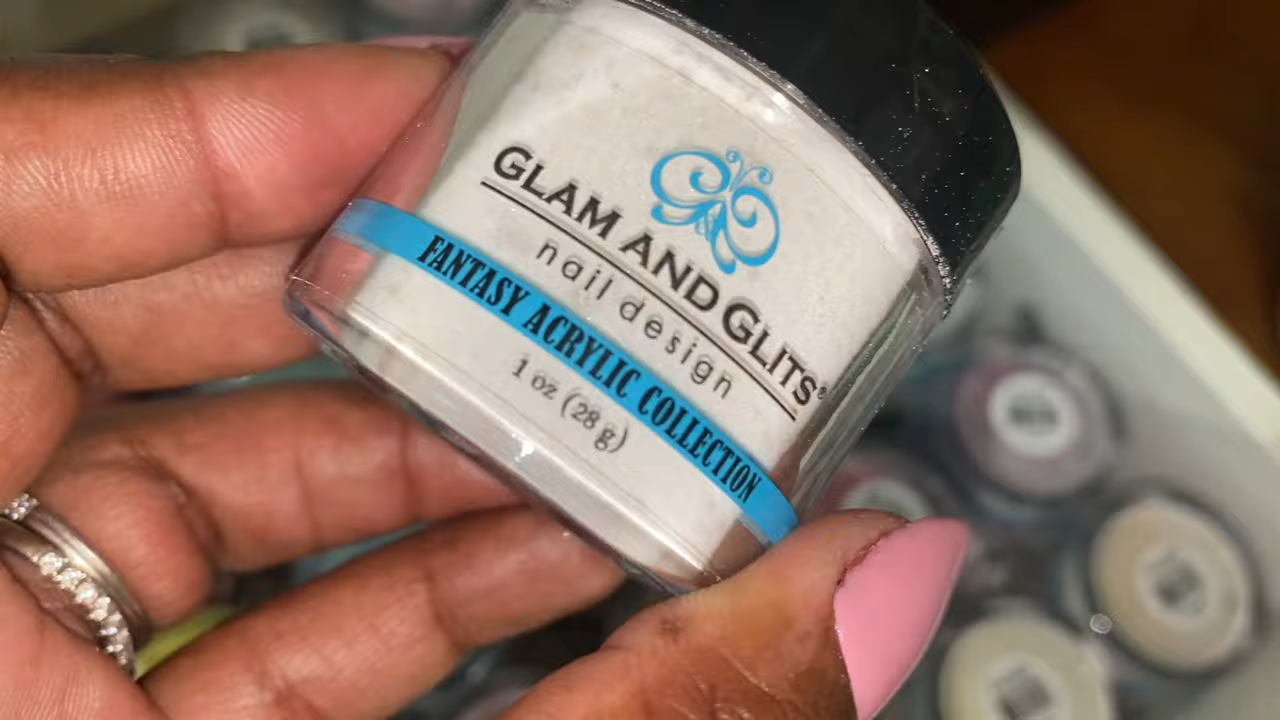 GLAM AND GLITS®
nail design
FANTASY ACRYLIC COLLECTION
1 oz (28 g)